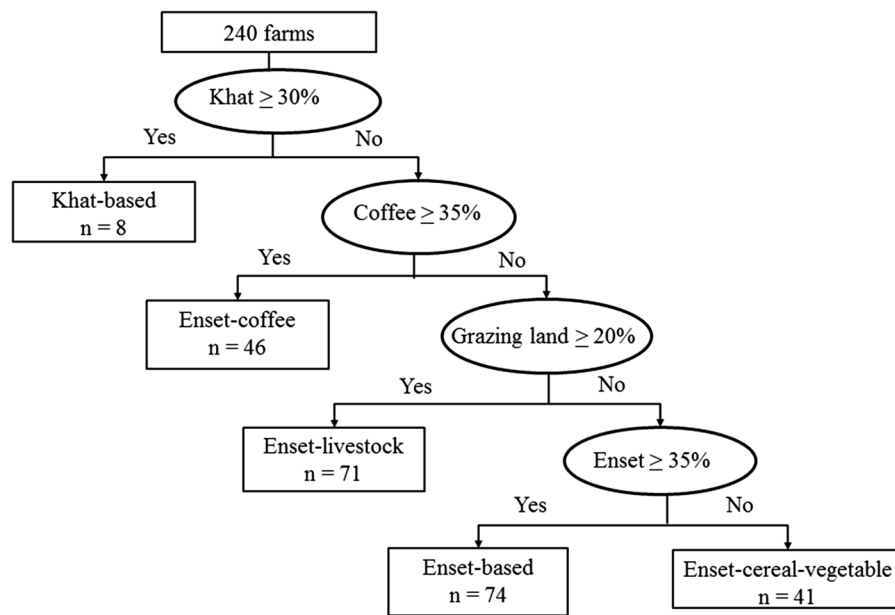 240 farms
Khat ≥ 30%
Yes
No
Khat-based
n = 8
Coffee ≥ 35%
Yes
No
Enset-coffee
n = 46
Grazing land ≥ 20%
Yes
No
Enset-livestock
n = 71
Enset ≥ 35%
Yes
No
Enset-based
n = 74
Enset-cereal-vegetable
n = 41